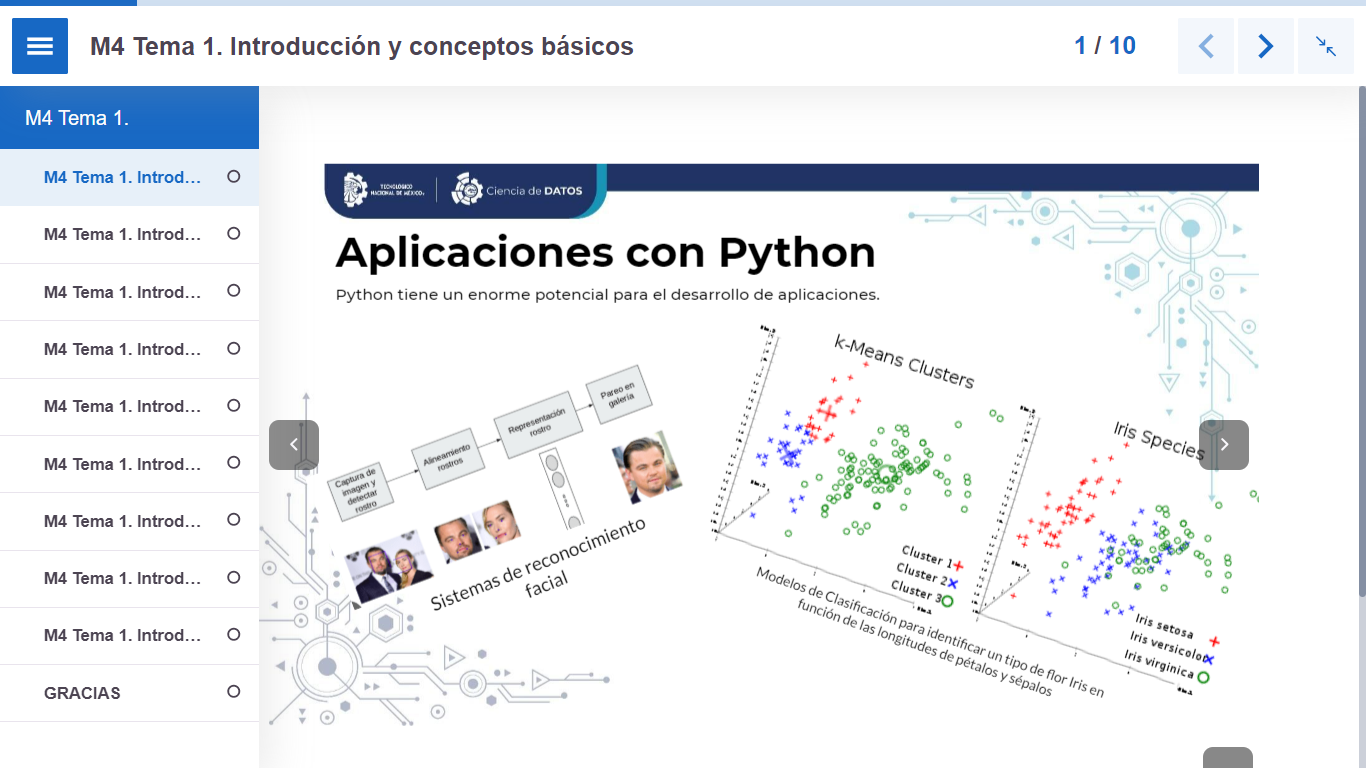 M4 Tema 1. Introducción y conceptos básicos
1 / 10
M4 Tema 1.
M4 Tema 1. Introd...
M4 Tema 1. Introd...
M4 Tema 1. Introd...
M4 Tema 1. Introd...
M4 Tema 1. Introd...
M4 Tema 1. Introd...
M4 Tema 1. Introd...
M4 Tema 1. Introd...
M4 Tema 1. Introd...
GRACIAS
TECNOLÓGICO
NACIONAL DE MÉXICO
Ciencia de DATOS
Aplicaciones con Python
Python tiene un enorme potencial para el desarrollo de aplicaciones.
Captura de
imagen y
detectar
rostro
Alineamiento
rostros
Representación
rostro
Pareo en
galería
Sistemas de reconocimiento
facial
k-Means Clusters
Cluster 1
Cluster 2
Cluster 3
Iris Species
Iris setosa
Iris versicolor
Iris virginica
Modelos de Clasificación para identificar un tipo de flor Iris en
función de las longitudes de pétalos y sépalos